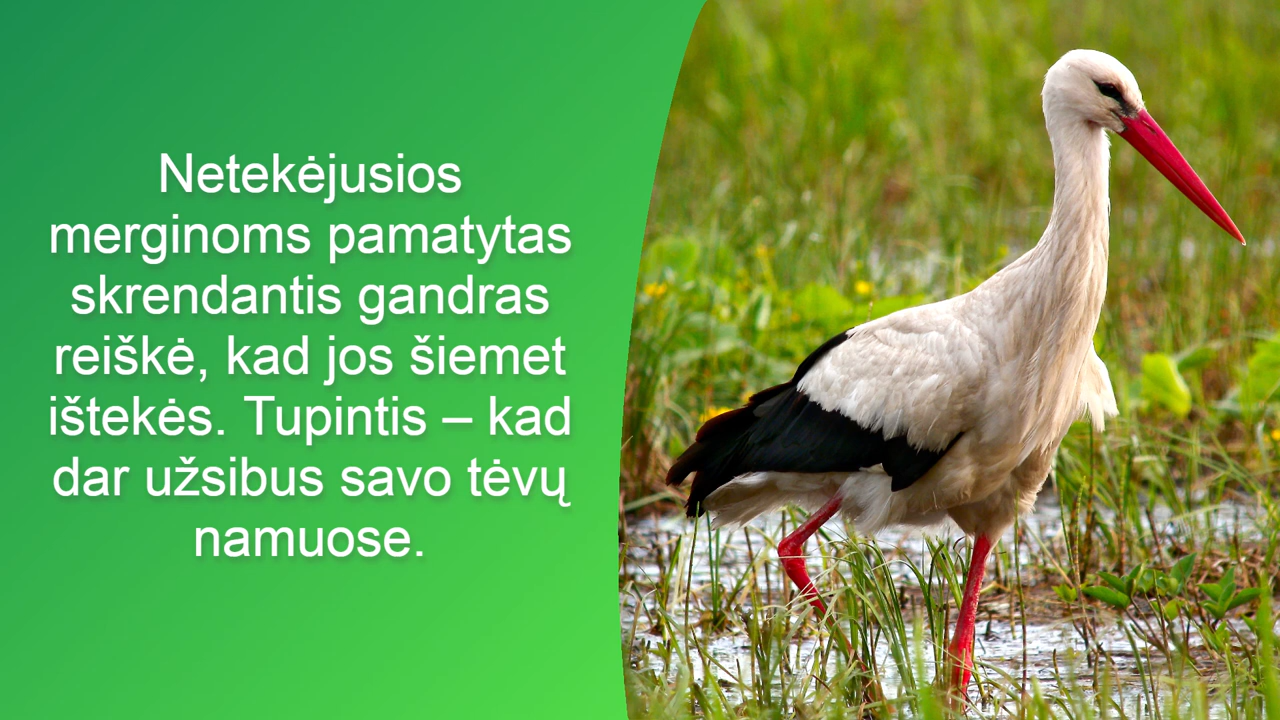 Netekėjusios
merginoms pamatytas
skrendantis gandras
reiškė, kad jos šiemet
ištekės. Tupintis – kad
dar užsibus savo tėvų
namuose.